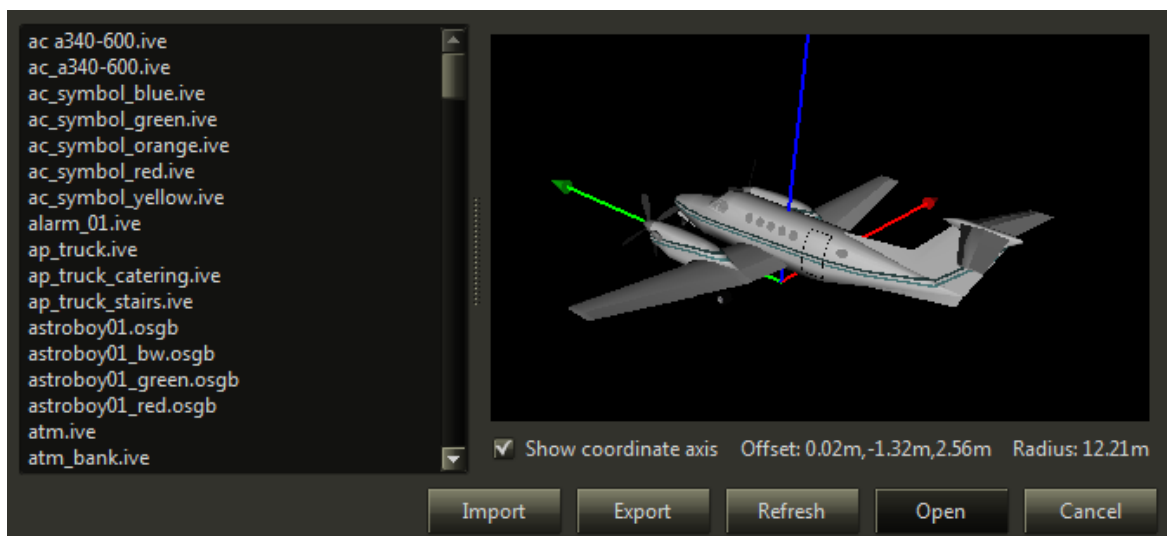 ac a340-600.ive
ac_a340-600.ive
ac_symbol_blue.ive
ac_symbol_green.ive
ac_symbol_orange.ive
ac_symbol_red.ive
ac_symbol_yellow.ive
alarm_01.ive
ap_truck.ive
ap_truck_catering.ive
ap_truck_stairs.ive
astroboy01.osgb
astroboy01_bw.osgb
astroboy01_green.osgb
astroboy01_red.osgb
atm.ive
atm_bank.ive
Show coordinate axis Offset: 0.02m,-1.32m,2.56m Radius: 12.21m
Import Export Refresh Open Cancel